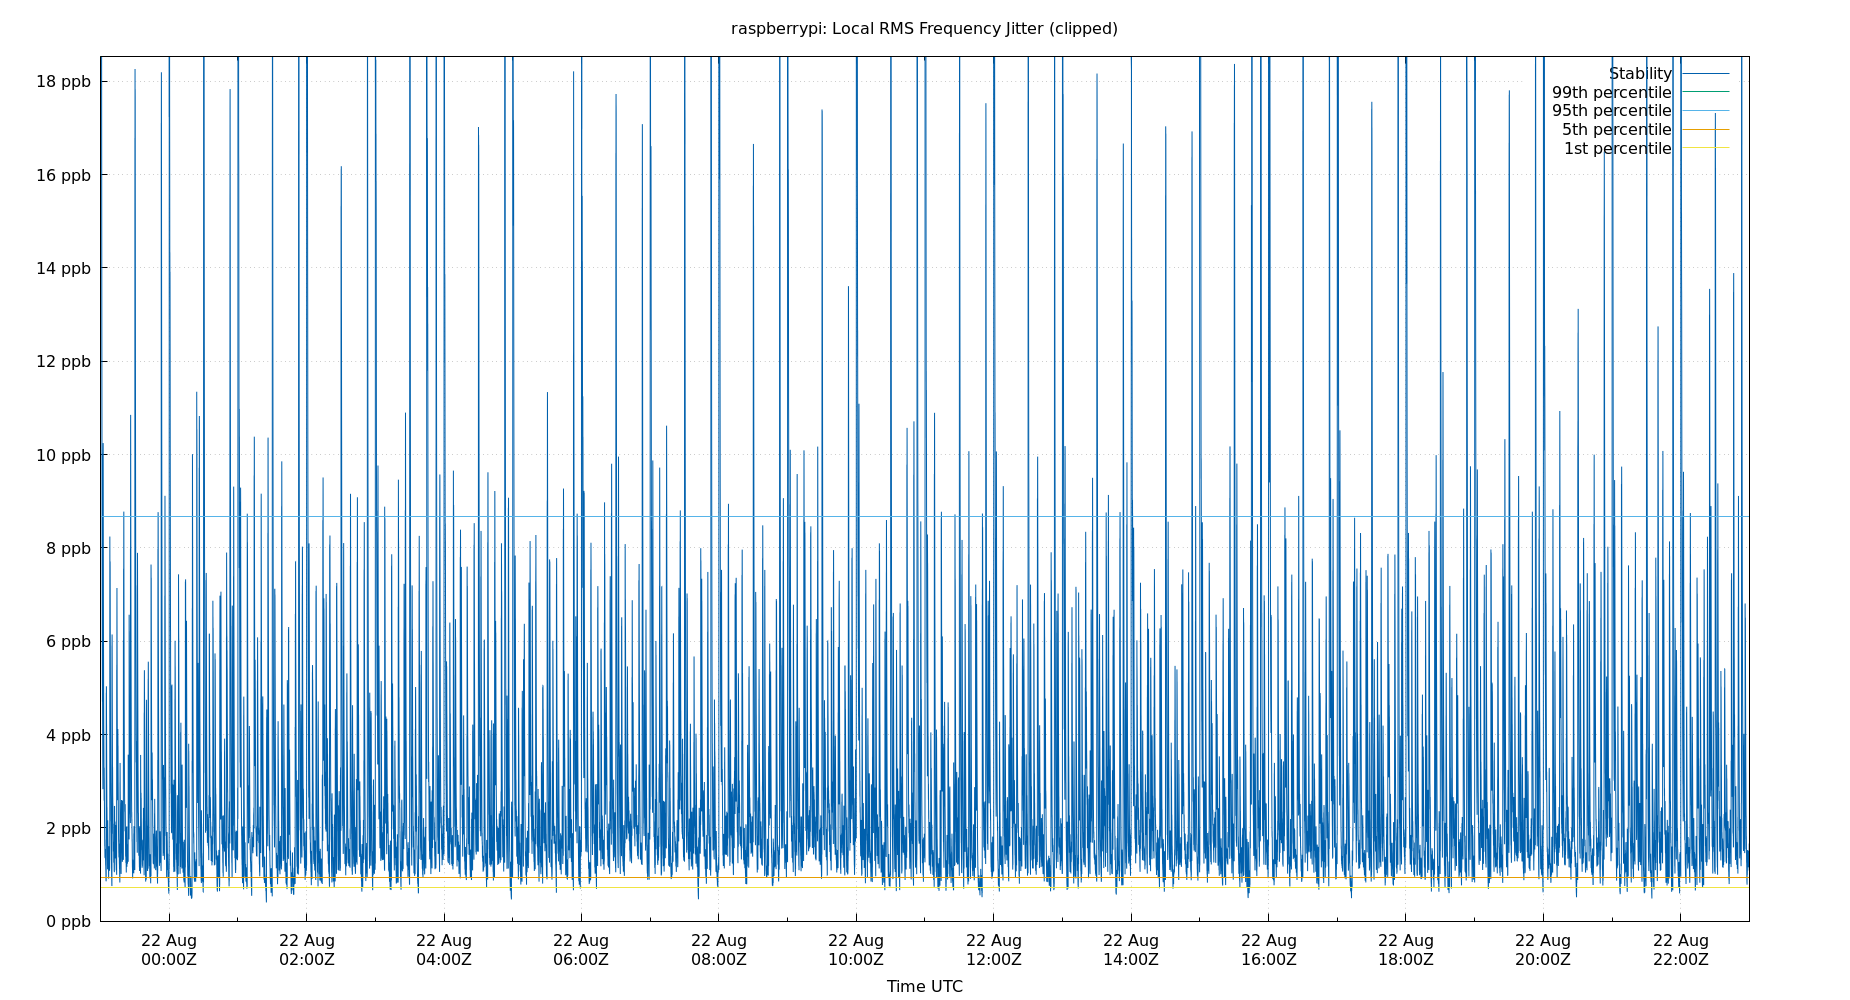 raspberrypi: Local RMS Frequency Jitter (clipped)
18 ppb
16 ppb
14 ppb
12 ppb
10 ppb
8 ppb
6 ppb
4 ppb
2 ppb
0 ppb
Stability
99th percentile
95th percentile
5th percentile
1st percentile
22 Aug 22 Aug 22 Aug 22 Aug 22 Aug 22 Aug 22 Aug 22 Aug 22 Aug 22 Aug 22 Aug 22 Aug
00:00Z 02:00Z 04:00Z 06:00Z 08:00Z 10:00Z 12:00Z 14:00Z 16:00Z 18:00Z 20:00Z 22:00Z
Time UTC